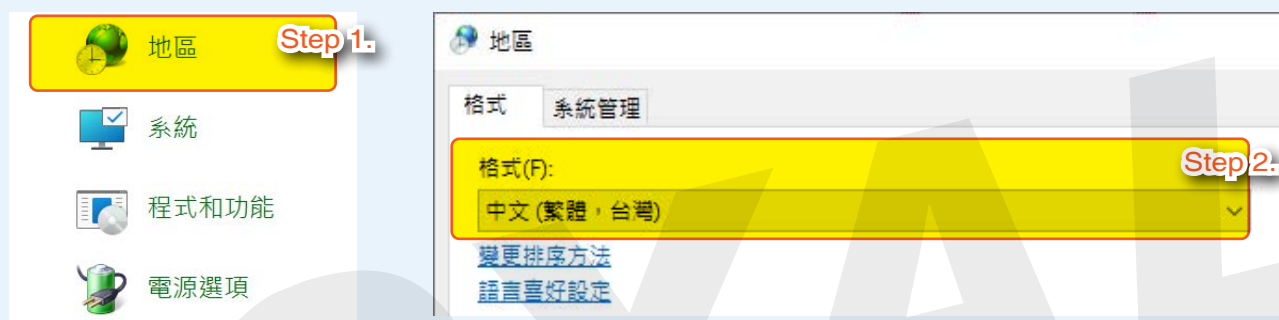 地區
Step 1.
系統
程式和功能
電源選項
地區
格式
系統管理
格式(F):
Step 2.
中文 (繁體，台灣)
變更排序方法
語言喜好設定